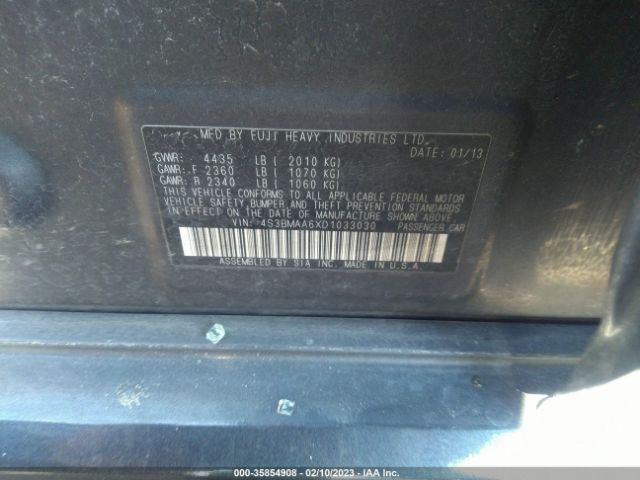 MFD BY FUJI HEAVY INDUSTRIES LTD.
DATE: 01/13
GVWR: 4435 LB ( 2010 KG)
GAWR: F 2360 LB ( 1070 KG)
GAWR: R 2340 LB ( 1060 KG)
THIS VEHICLE CONFORMS TO ALL APPLICABLE FEDERAL MOTOR
VEHICLE SAFETY, BUMPER, AND THEFT PREVENTION STANDARDS
IN EFFECT ON THE DATE OF MANUFACTURE SHOWN ABOVE.
VIN: 4S3BMAA6XD1033030 PASSENGER CAR
ASSEMBLED BY SIA INC. MADE IN U.S.A.
000-35854908 - 02/10/2023 - IAA Inc.